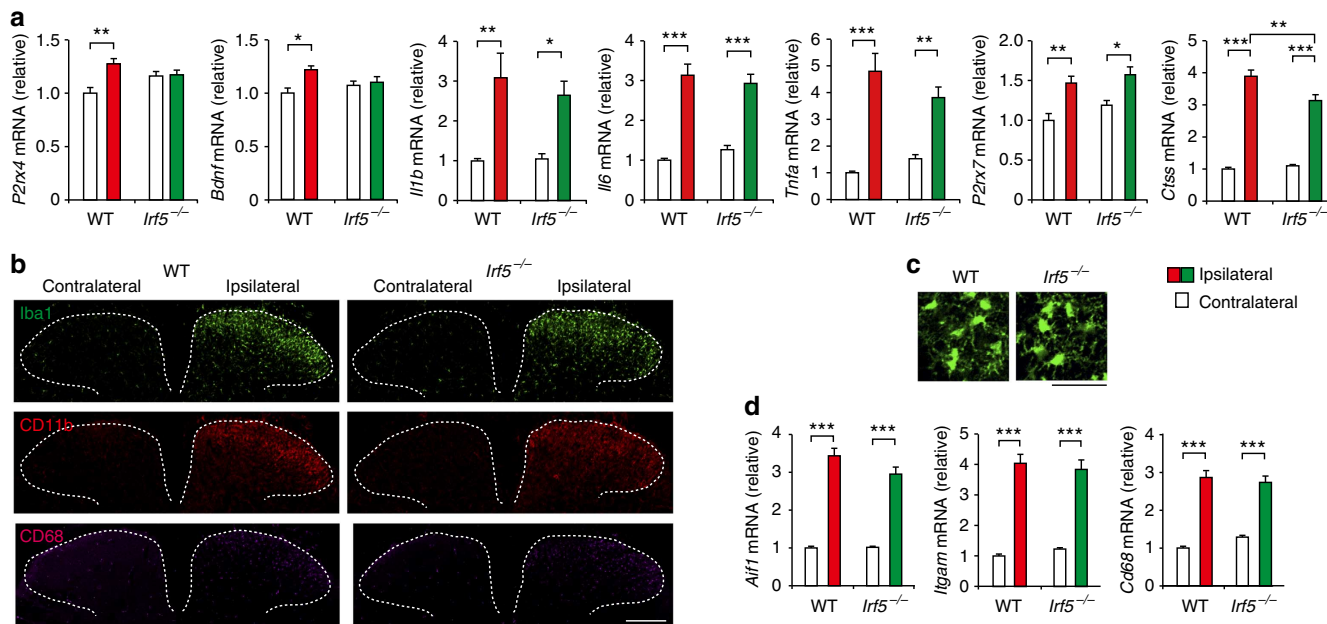 a
P2rx4 mRNA (relative)
1.5
1.0
0.5
0
**
WT
Irf5−/−
Bdnf mRNA (relative)
1.5
1.0
0.5
0
*
WT
Irf5−/−
Il1b mRNA (relative)
4
3
2
1
0
**
*
WT
Irf5−/−
Il6 mRNA (relative)
4
3
2
1
0
***
***
WT
Irf5−/−
Tnfa mRNA (relative)
6
5
4
3
2
1
0
***
**
WT
Irf5−/−
P2rx7 mRNA (relative)
2.0
1.5
1.0
0.5
0
**
*
WT
Irf5−/−
Ctss mRNA (relative)
5
4
3
2
1
0
***
**
***
WT
Irf5−/−
b
WT
Irf5−/−
Contralateral
Ipsilateral
Contralateral
Ipsilateral
Iba1
CD11b
CD68
c
WT
Irf5−/−
Ipsilateral
Contralateral
d
Aif1 mRNA (relative)
4
3
2
1
0
***
***
WT
Irf5−/−
Itgam mRNA (relative)
5
4
3
2
1
0
***
***
WT
Irf5−/−
Cd68 mRNA (relative)
4
3
2
1
0
***
***
WT
Irf5−/−